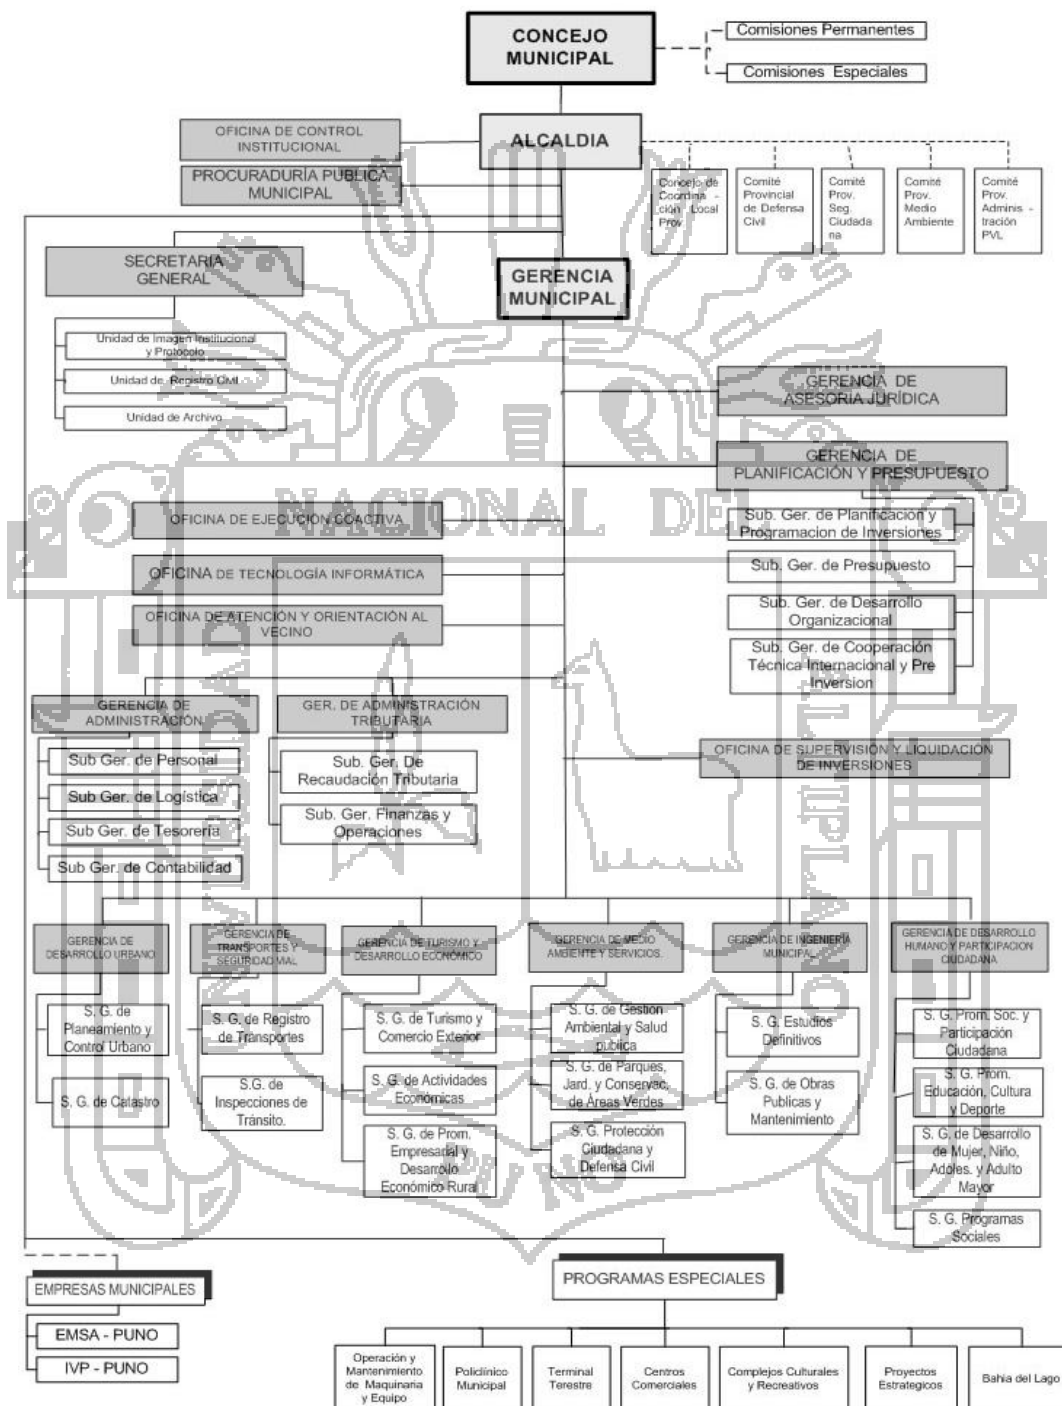 CONCEJO
MUNICIPAL
Comisiones Permanentes
Comisiones Especiales
ALCALDIA
OFICINA DE CONTROL
INSTITUCIONAL
PROCURADURÍA PUBLICA
MUNICIPAL
Concejo de
Coordina -
ción Local
Prov.
Comité
Provincial
de Defensa
Civil
Comité
Prov.
Seg.
Ciudada
na
Comité
Prov.
Medio
Ambiente
Comité
Prov.
Adminis -
tración
PVL
SECRETARIA
GENERAL
GERENCIA
MUNICIPAL
Unidad de Imagen Institucional
y Protocolo
Unidad de Registro Civil
Unidad de Archivo
GERENCIA DE
ASESORIA JURÍDICA
GERENCIA DE
PLANIFICACIÓN Y PRESUPUESTO
NACIONAL DEL
OFICINA DE EJECUCIÓN COACTIVA
Sub. Ger. de Planificación y
Programacion de Inversiones
OFICINA DE TECNOLOGÍA INFORMÁTICA
Sub. Ger. de Presupuesto
OFICINA DE ATENCIÓN Y ORIENTACIÓN AL
VECINO
Sub. Ger. de Desarrollo
Organizacional
Sub. Ger. de Cooperación
Técnica Internacional y Pre
Inversion
UNIVERSIDAD
ALTIPLANO
GERENCIA DE
ADMINISTRACIÓN
GER. DE ADMINISTRACIÓN
TRIBUTARIA
OFICINA DE SUPERVISIÓN Y LIQUIDACIÓN
DE INVERSIONES
Sub Ger. de Personal
Sub Ger. de Logística
Sub Ger. de Tesorería
Sub Ger. de Contabilidad
Sub. Ger. De
Recaudación Tributaria
Sub. Ger. Finanzas y
Operaciones
GERENCIA DE
DESARROLLO URBANO
GERENCIA DE
TRANSPORTES Y
SEGURIDAD VIAL
GERENCIA DE TURISMO Y
DESARROLLO ECONÓMICO
GERENCIA DE MEDIO
AMBIENTE Y SERVICIOS.
GERENCIA DE INGENIERÍA
MUNICIPAL
GERENCIA DE DESARROLLO
HUMANO Y PARTICIPACION
CIUDADANA
S. G. de
Planeamiento y
Control Urbano
S. G. de Catastro
S. G. de Registro
de Transportes
S.G. de
Inspecciones de
Tránsito.
S. G. de Turismo y
Comercio Exterior
S. G. de Actividades
Económicas
S. G. de Prom.
Empresarial y
Desarrollo
Económico Rural
S. G. de Gestion
Ambiental y Salud
publica
S. G. de Parques,
Jard. y Conservac,
de Áreas Verdes
S. G. Protección
Ciudadana y
Defensa Civil
S. G. Estudios
Definitivos
S. G. de Obras
Publicas y
Mantenimiento
S. G. Prom. Soc. y
Participación
Ciudadana
S. G. Prom.
Educación, Cultura
y Deporte
S. G. de Desarrollo
de Mujer, Niño,
Adoles. y Adulto
Mayor
S. G. Programas
Sociales
PUNO
EMPRESAS MUNICIPALES
EMSA - PUNO
IVP - PUNO
PROGRAMAS ESPECIALES
Operación y
Mantenimiento
de Maquinaria
y Equipo
Policlínico
Municipal
Terminal
Terestre
Centros
Comerciales
Complejos Culturales
y Recreativos
Proyectos
Estrategicos
Bahia del Lago